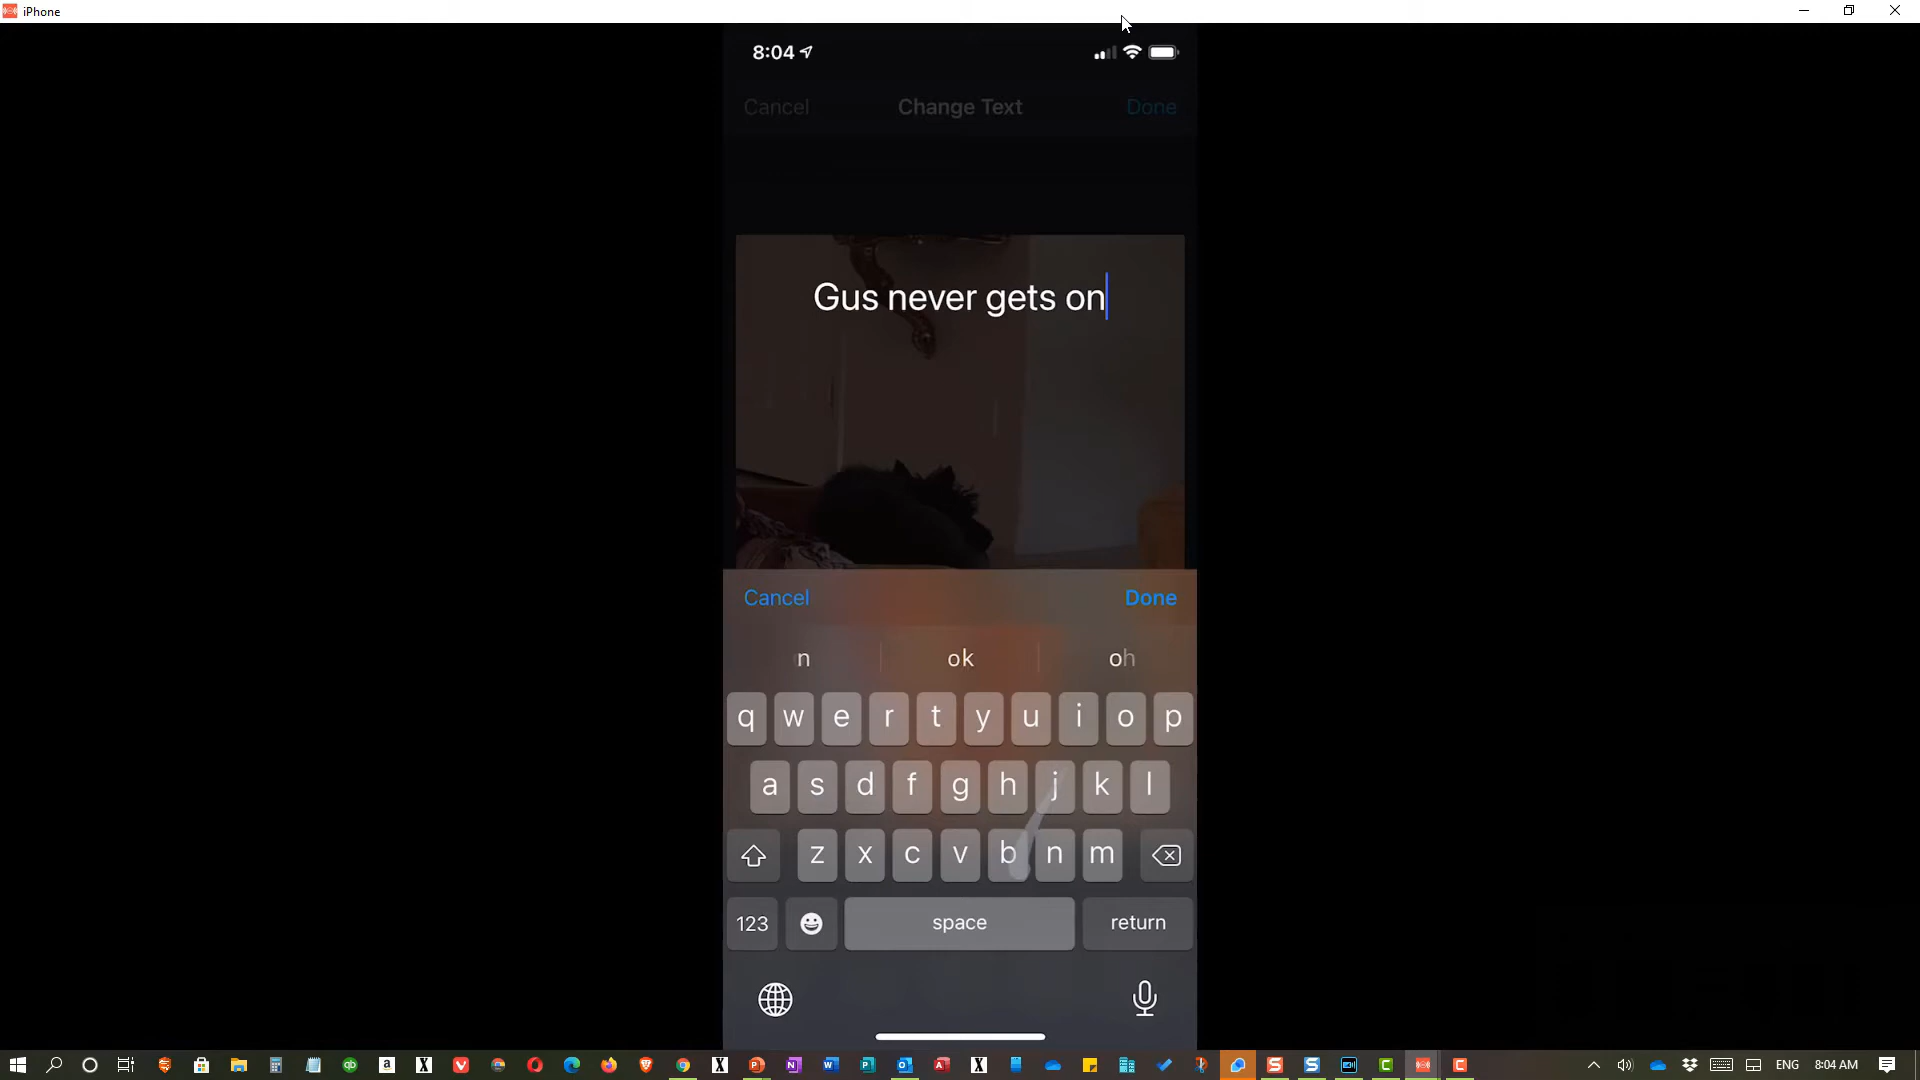 iPhone
8:04
Cancel Change Text Done
Gus never gets on
Cancel Done
n ok oh
q w e r t y u i o p
a s d f g h j k l
z x c v b n m
123 space return
ENG 8:04 AM